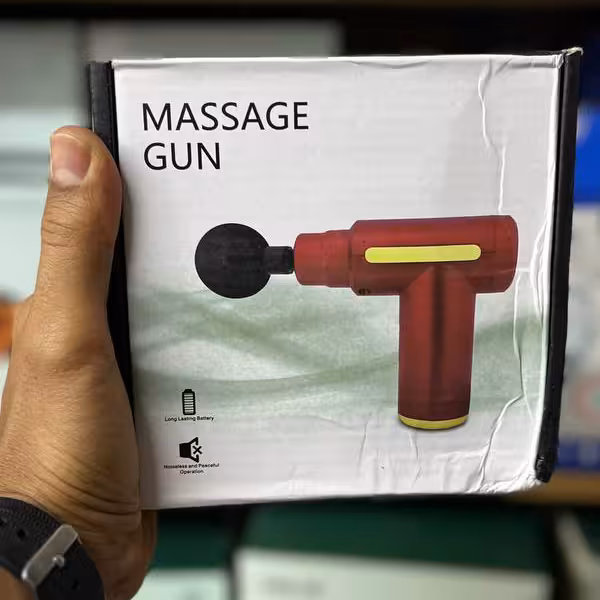 MASSAGE
GUN
Long Lasting Battery
Noiseless and Peaceful
Operation